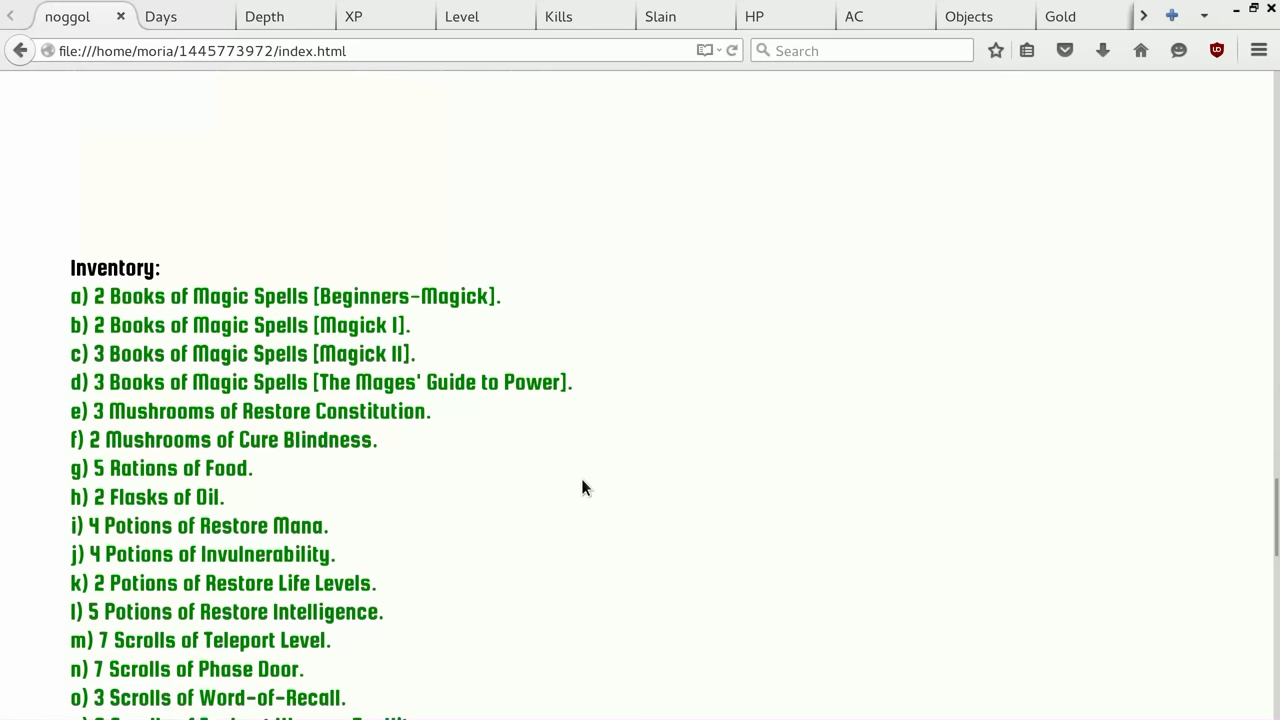 noggol Days Depth XP Level Kills Slain HP AC Objects Gold
file:///home/moria/1445773972/index.html Search
Inventory:
a) 2 Books of Magic Spells [Beginners-Magick].
b) 2 Books of Magic Spells [Magick I].
c) 3 Books of Magic Spells [Magick II].
d) 3 Books of Magic Spells [The Mages' Guide to Power].
e) 3 Mushrooms of Restore Constitution.
f) 2 Mushrooms of Cure Blindness.
g) 5 Rations of Food.
h) 2 Flasks of Oil.
i) 4 Potions of Restore Mana.
j) 4 Potions of Invulnerability.
k) 2 Potions of Restore Life Levels.
l) 5 Potions of Restore Intelligence.
m) 7 Scrolls of Teleport Level.
n) 7 Scrolls of Phase Door.
o) 3 Scrolls of Word-of-Recall.